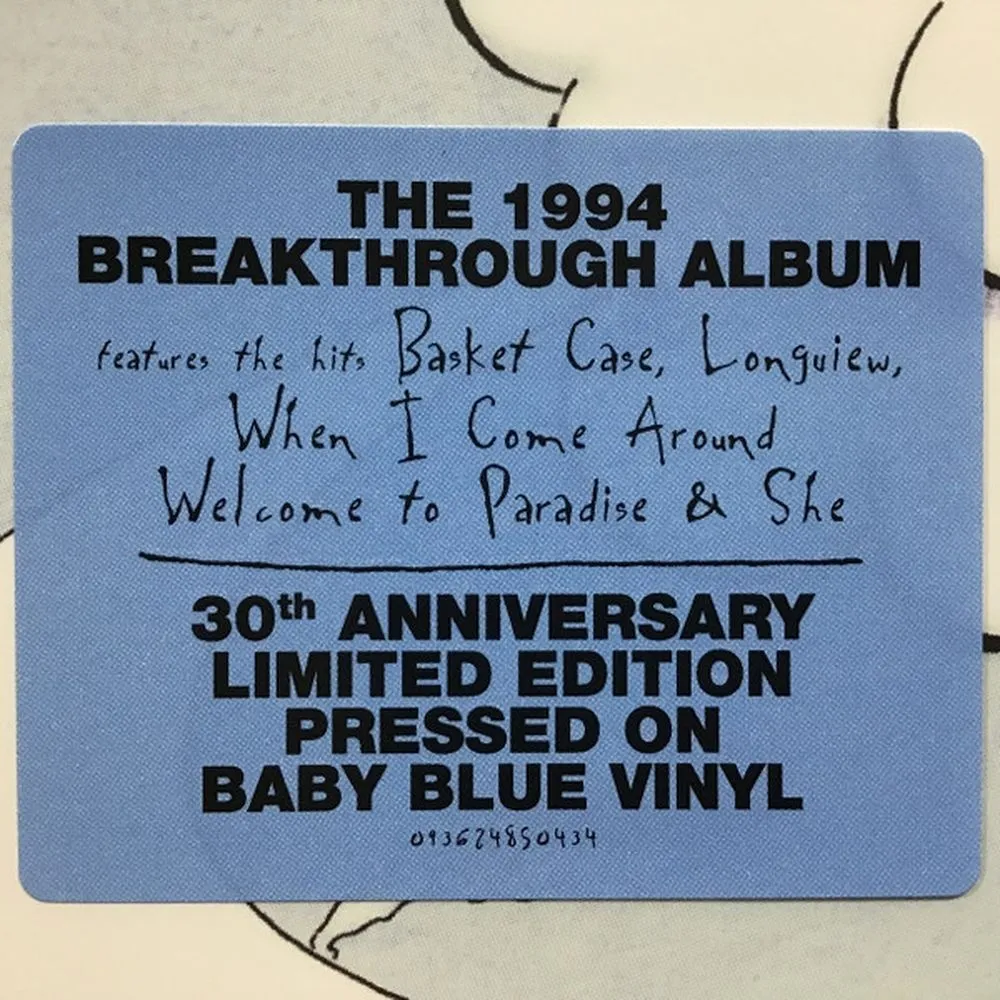 THE 1994
BREAKTHROUGH ALBUM
features the hits Basket Case, Longview,
When I Come Around
Welcome to Paradise & She
30th ANNIVERSARY
LIMITED EDITION
PRESSED ON
BABY BLUE VINYL
093624850434